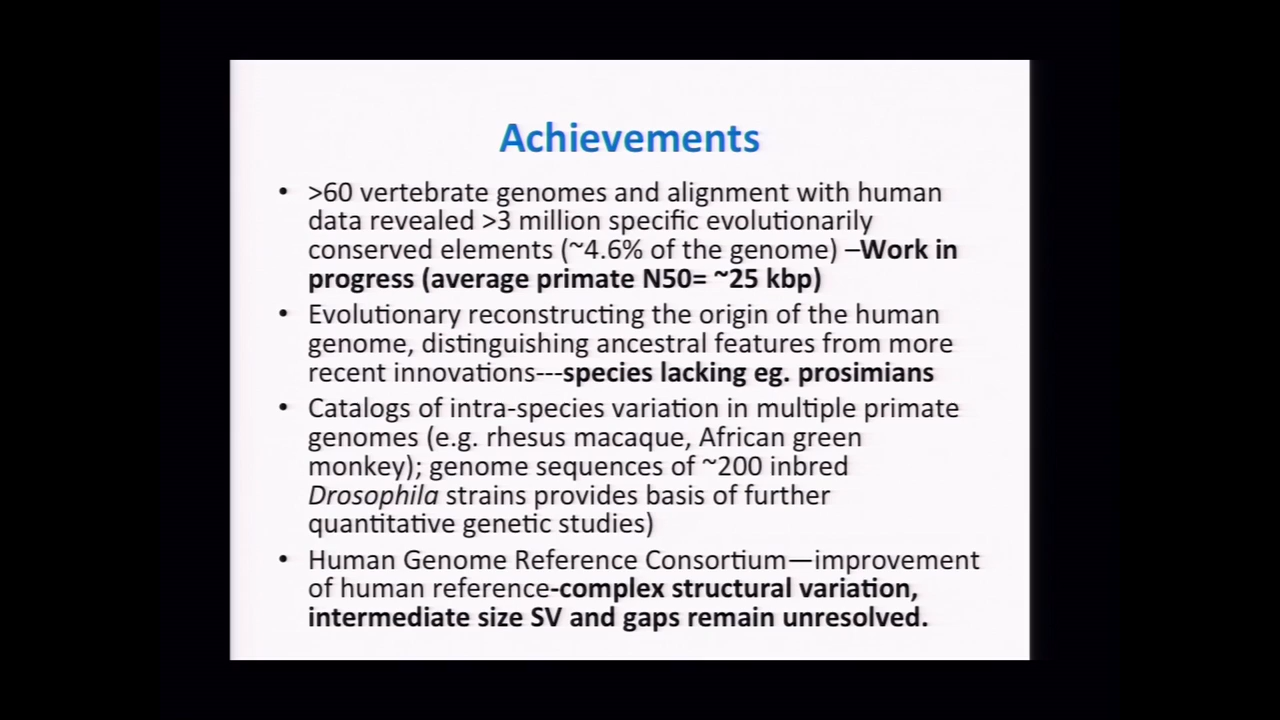 Achievements
• >60 vertebrate genomes and alignment with human
data revealed >3 million specific evolutionarily
conserved elements (~4.6% of the genome) –Work in
progress (average primate N50= ~25 kbp)
• Evolutionary reconstructing the origin of the human
genome, distinguishing ancestral features from more
recent innovations---species lacking eg. prosimians
• Catalogs of intra-species variation in multiple primate
genomes (e.g. rhesus macaque, African green
monkey); genome sequences of ~200 inbred
Drosophila strains provides basis of further
quantitative genetic studies)
• Human Genome Reference Consortium—improvement
of human reference-complex structural variation,
intermediate size SV and gaps remain unresolved.